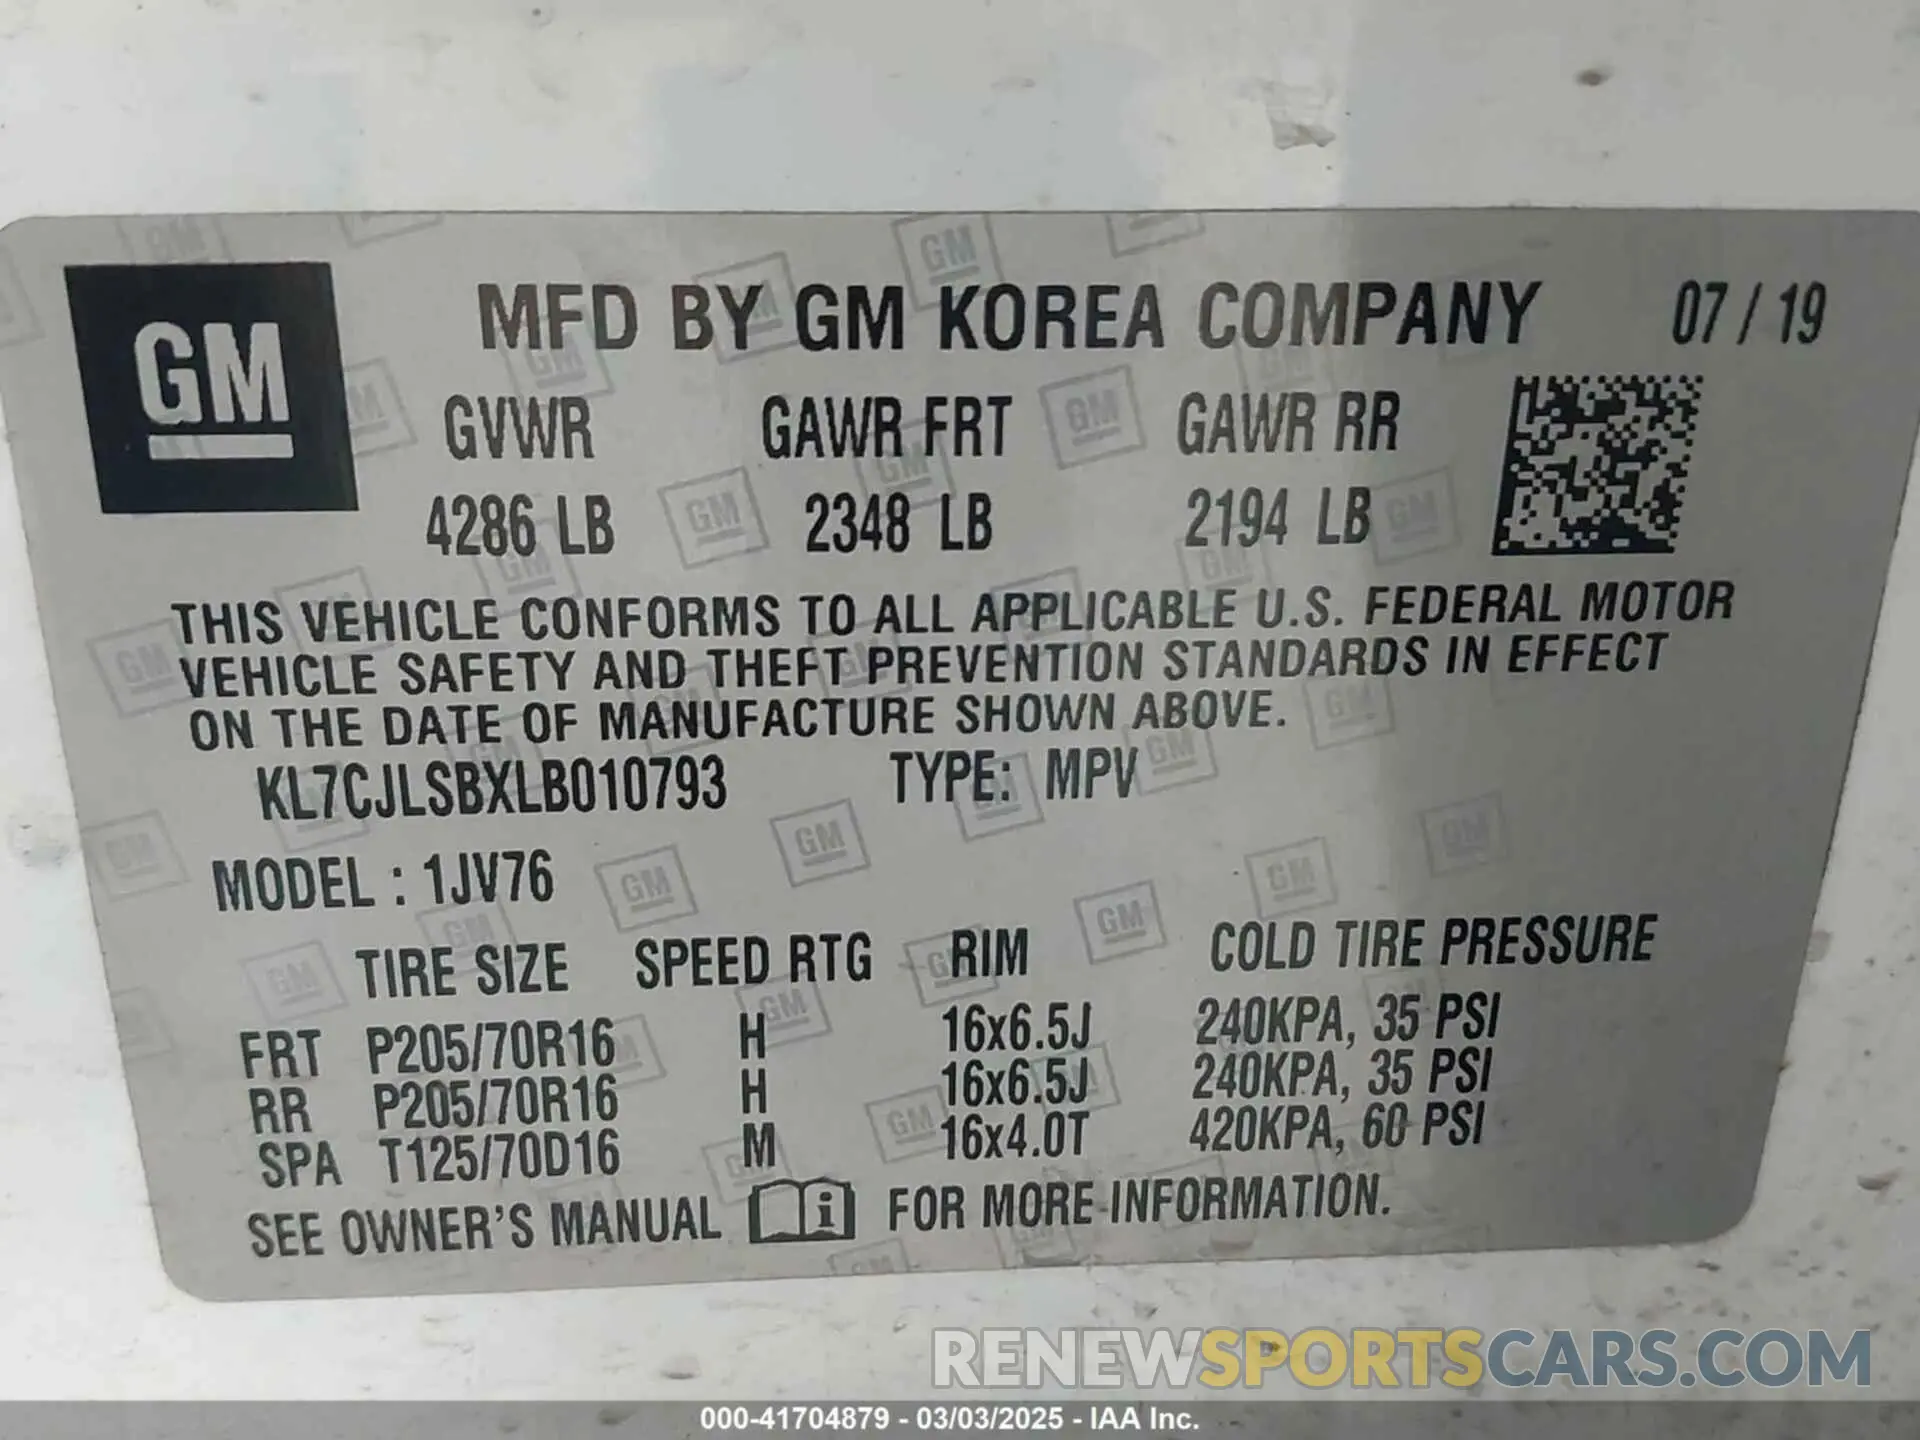 GM
MFD BY GM KOREA COMPANY 07 / 19
GVWR GAWR FRT GAWR RR
4286 LB 2348 LB 2194 LB
THIS VEHICLE CONFORMS TO ALL APPLICABLE U.S. FEDERAL MOTOR
VEHICLE SAFETY AND THEFT PREVENTION STANDARDS IN EFFECT
ON THE DATE OF MANUFACTURE SHOWN ABOVE.
KL7CJLSBXLB010793 TYPE: MPV
MODEL : 1JV76
TIRE SIZE SPEED RTG RIM COLD TIRE PRESSURE
FRT P205/70R16 H 16x6.5J 240KPA, 35 PSI
RR P205/70R16 H 16x6.5J 240KPA, 35 PSI
SPA T125/70D16 M 16x4.0T 420KPA, 60 PSI
SEE OWNER'S MANUAL i FOR MORE INFORMATION.
RENEWSPORTSCARS.COM
000-41704879 - 03/03/2025 - IAA Inc.